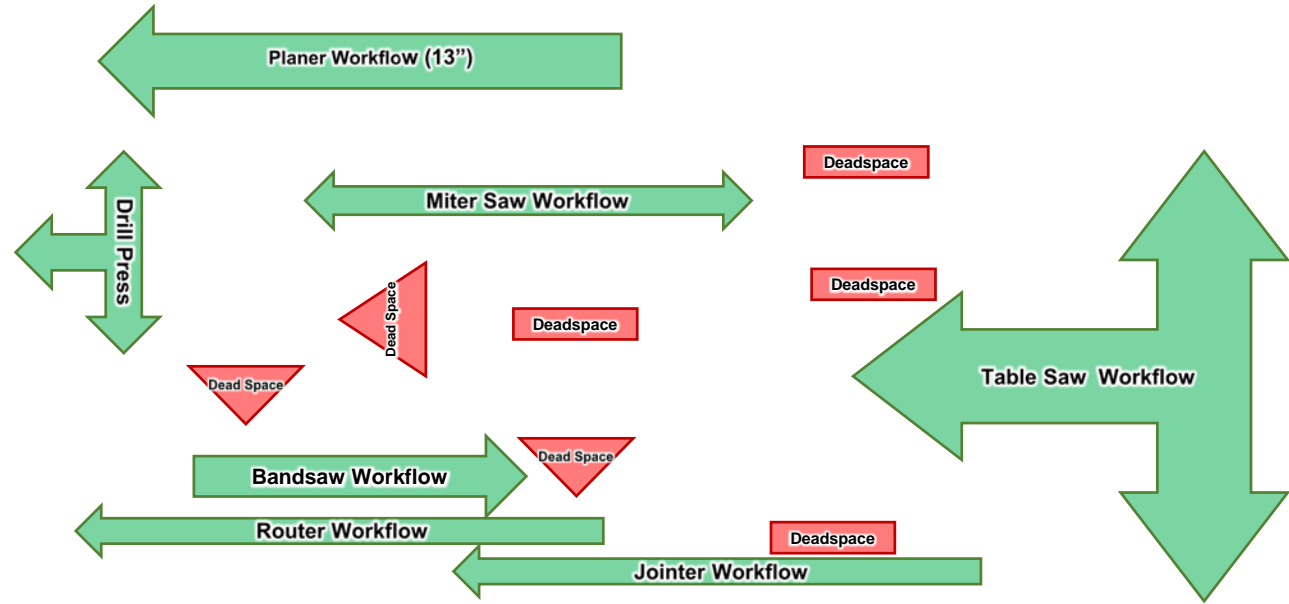 Planer Workflow (13”)
Deadspace
Miter Saw Workflow
Drill Press
Deadspace
Dead Space
Deadspace
Table Saw  Workflow
Dead Space
Dead Space
Bandsaw Workflow
Router Workflow
Deadspace
Jointer Workflow